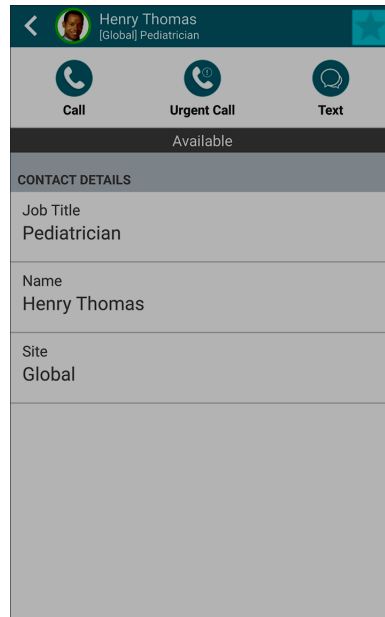 Henry Thomas
[Global] Pediatrician
Call
Urgent Call
Text
Available
CONTACT DETAILS
Job Title
Pediatrician
Name
Henry Thomas
Site
Global